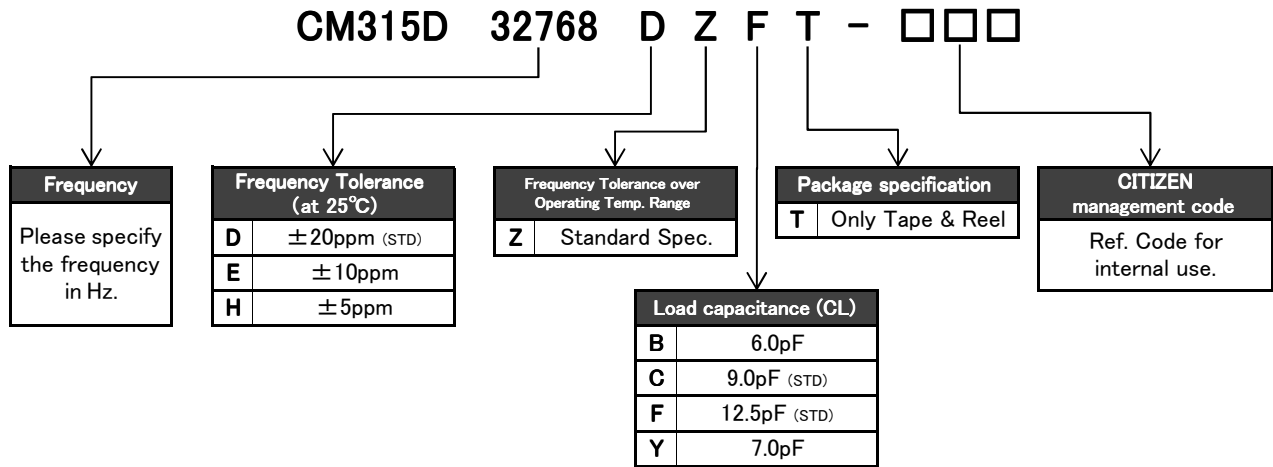 CM315D 32768 D Z F T - □□□
Frequency
Please specify
the frequency
in Hz.
Frequency Tolerance
(at 25℃)
D ±20ppm (STD)
E ±10ppm
H ±5ppm
Frequency Tolerance over
Operating Temp. Range
Z Standard Spec.
Package specification
T Only Tape & Reel
CITIZEN
management code
Ref. Code for
internal use.
Load capacitance (CL)
B 6.0pF
C 9.0pF (STD)
F 12.5pF (STD)
Y 7.0pF